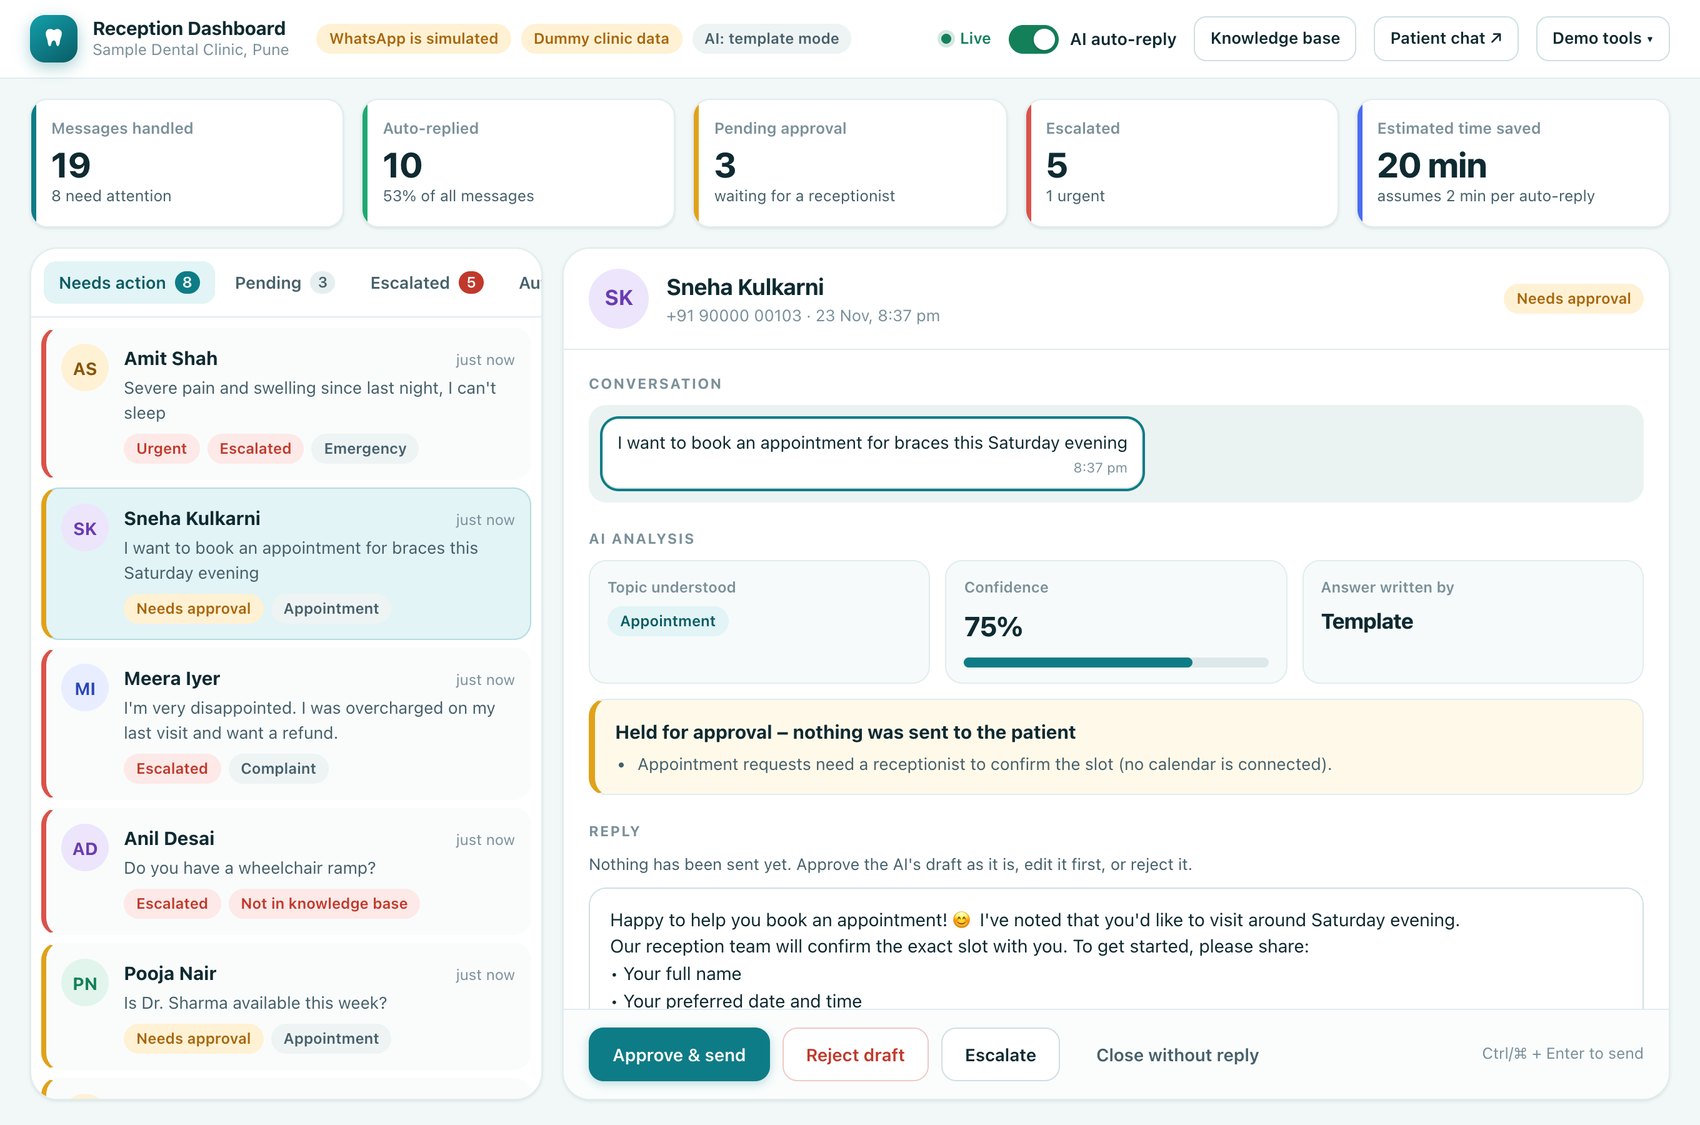 Reception Dashboard
Sample Dental Clinic, Pune
WhatsApp is simulated
Dummy clinic data
AI: template mode
Live
AI auto-reply
Knowledge base
Patient chat ↗
Demo tools ▾
Messages handled
19
8 need attention
Auto-replied
10
53% of all messages
Pending approval
3
waiting for a receptionist
Escalated
5
1 urgent
Estimated time saved
20 min
assumes 2 min per auto-reply
Needs action 8
Pending 3
Escalated 5
Au
AS
Amit Shah
just now
Severe pain and swelling since last night, I can't
sleep
Urgent
Escalated
Emergency
SK
Sneha Kulkarni
just now
I want to book an appointment for braces this
Saturday evening
Needs approval
Appointment
MI
Meera Iyer
just now
I'm very disappointed. I was overcharged on my
last visit and want a refund.
Escalated
Complaint
AD
Anil Desai
just now
Do you have a wheelchair ramp?
Escalated
Not in knowledge base
PN
Pooja Nair
just now
Is Dr. Sharma available this week?
Needs approval
Appointment
SK
Sneha Kulkarni
+91 90000 00103 · 23 Nov, 8:37 pm
Needs approval
CONVERSATION
I want to book an appointment for braces this Saturday evening
8:37 pm
AI ANALYSIS
Topic understood
Appointment
Confidence
75%
Answer written by
Template
Held for approval – nothing was sent to the patient
• Appointment requests need a receptionist to confirm the slot (no calendar is connected).
REPLY
Nothing has been sent yet. Approve the AI's draft as it is, edit it first, or reject it.
Happy to help you book an appointment! 😊 I've noted that you'd like to visit around Saturday evening.
Our reception team will confirm the exact slot with you. To get started, please share:
• Your full name
• Your preferred date and time
Approve & send
Reject draft
Escalate
Close without reply
Ctrl/⌘ + Enter to send